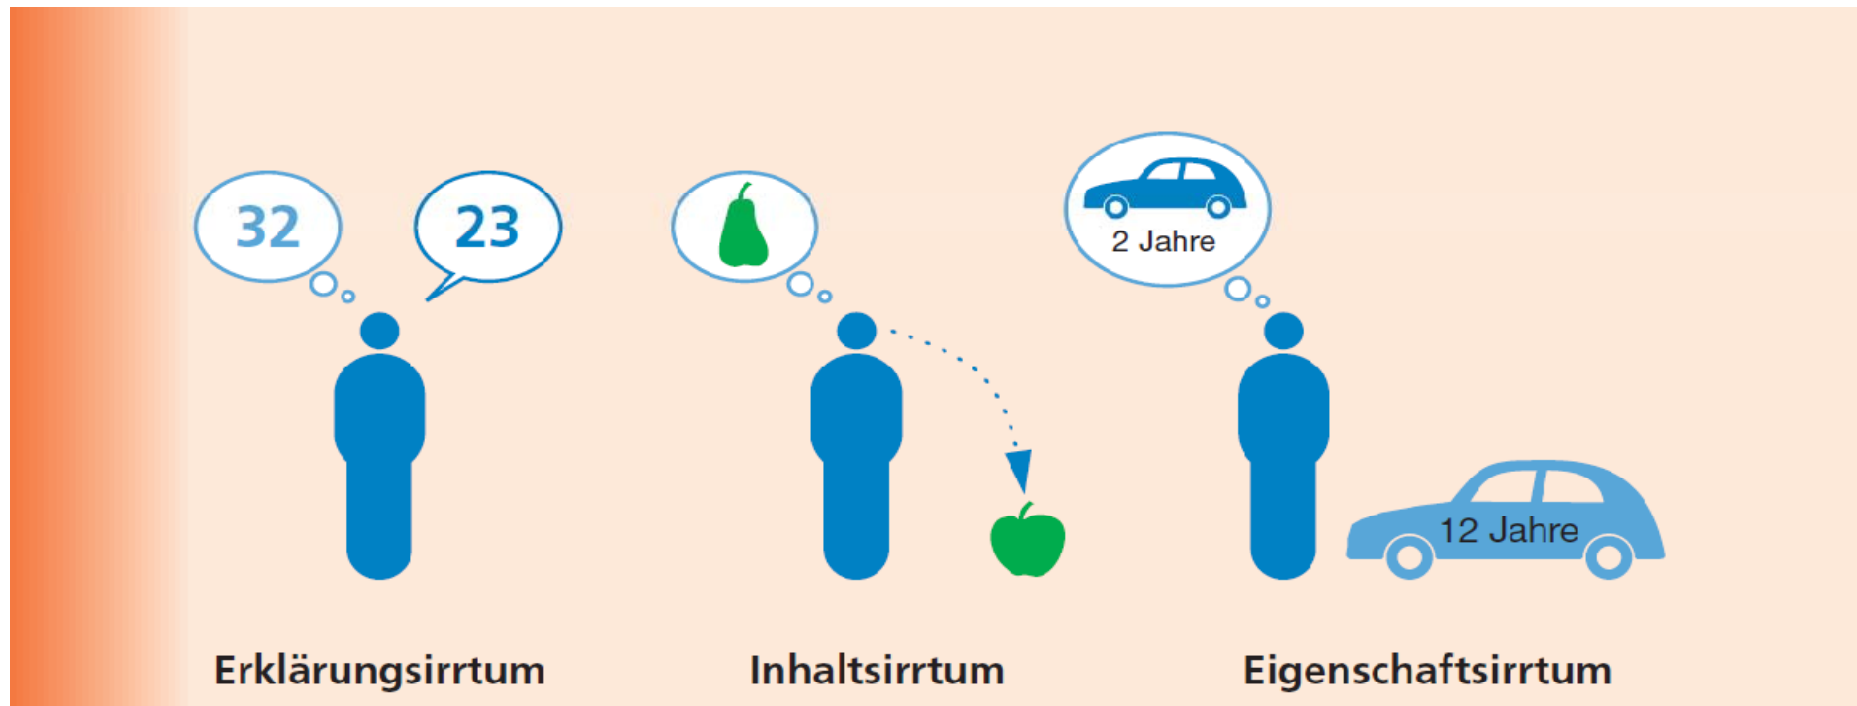 32
23
2 Jahre
12 Jahre
Erklärungsirrtum
Inhaltsirrtum
Eigenschaftsirrtum